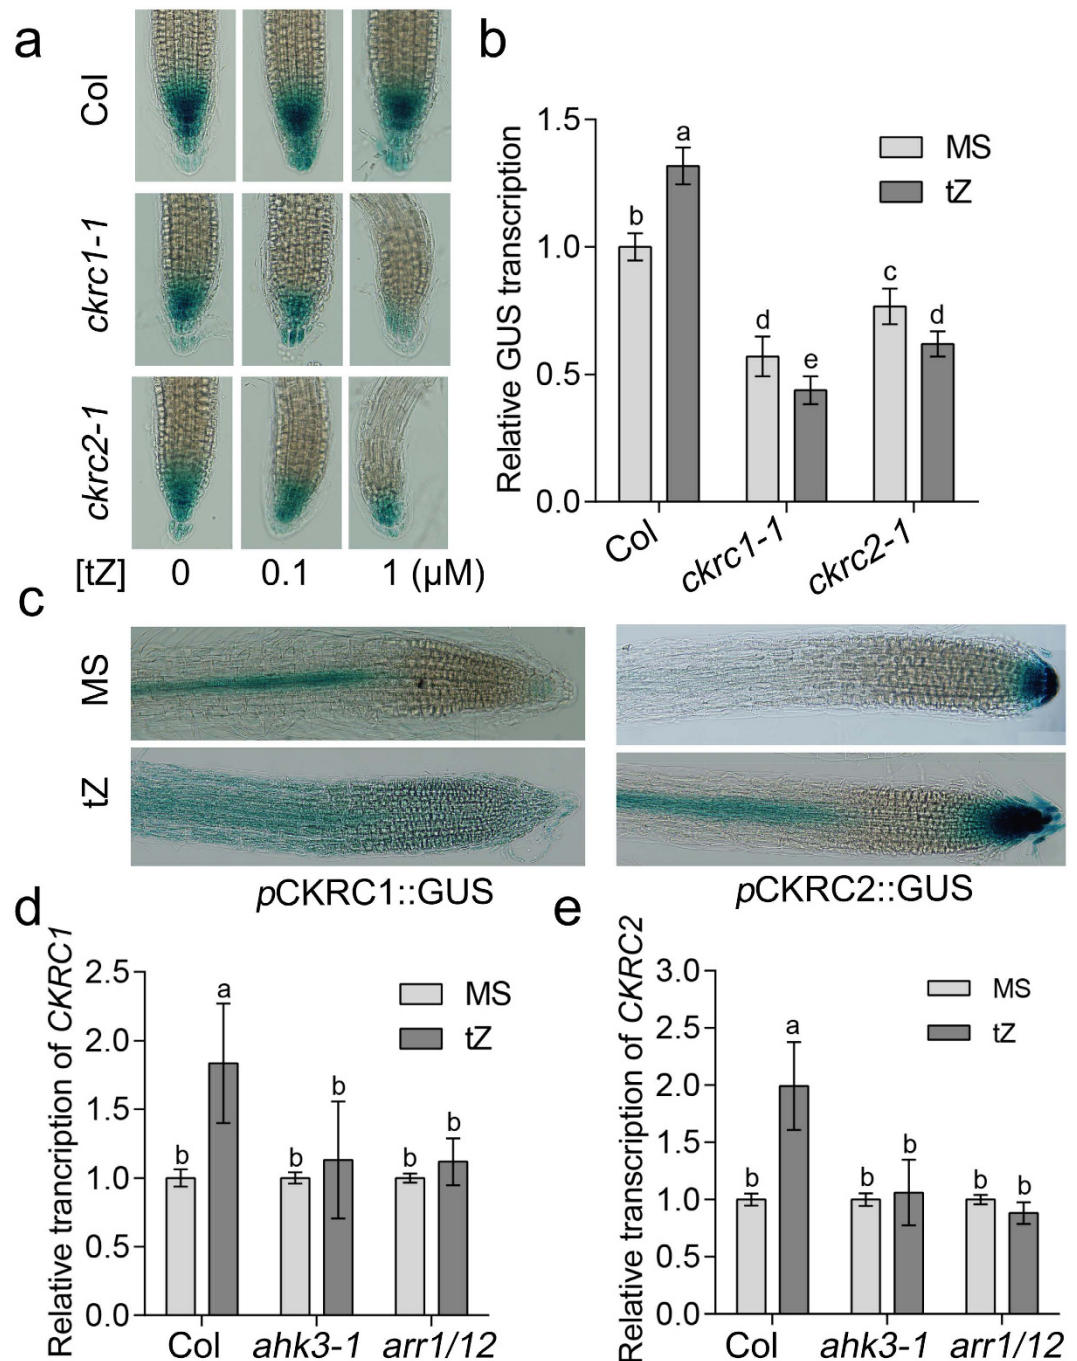 a
Col
ckrc1-1
ckrc2-1
[tZ] 0 0.1 1 (µM)
b
Relative GUS transcription
1.5
1.0
0.5
0.0
MS
tZ
a
b
c
d
d
e
Col
ckrc1-1
ckrc2-1
c
MS
tZ
pCKRC1::GUS
pCKRC2::GUS
d
Relative trancription of CKRC1
2.5
2.0
1.5
1.0
0.5
0.0
MS
tZ
b
a
b
b
b
b
Col ahk3-1 arr1/12
e
Relative transcription of CKRC2
3.0
2.5
2.0
1.5
1.0
0.5
0.0
MS
tZ
b
a
b
b
b
b
Col ahk3-1 arr1/12